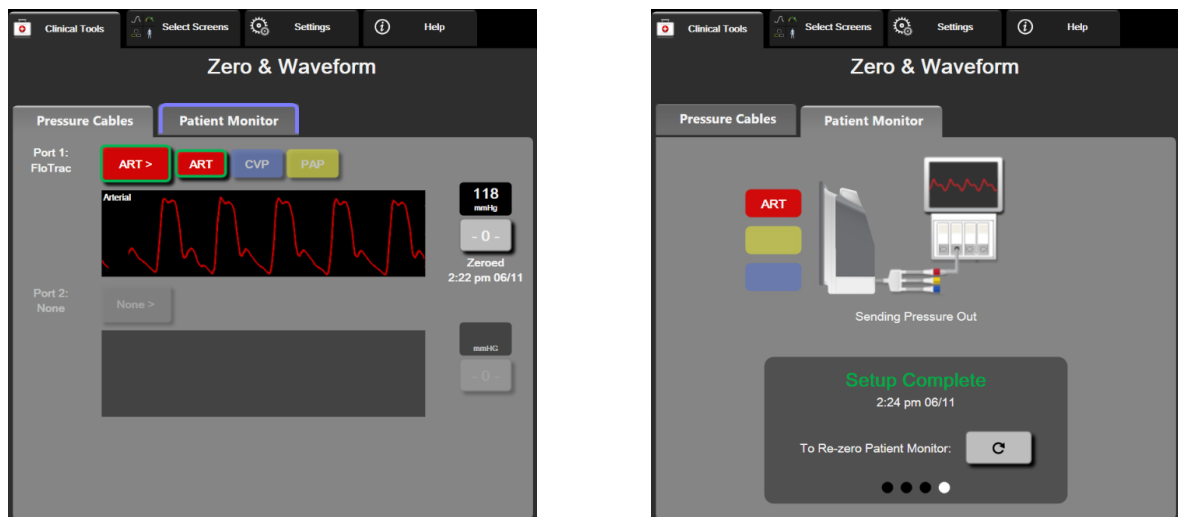 Clinical Tools Select Screens Settings Help
Zero & Waveform
Pressure Cables Patient Monitor
Port 1:
FloTrac
ART > ART CVP PAP
Arterial
118
mmHg
- 0 -
Zeroed
2:22 pm 06/11
Port 2:
None
None >
mmHG
- 0 -
Clinical Tools Select Screens Settings Help
Zero & Waveform
Pressure Cables Patient Monitor
ART
Sending Pressure Out
Setup Complete
2:24 pm 06/11
To Re-zero Patient Monitor: